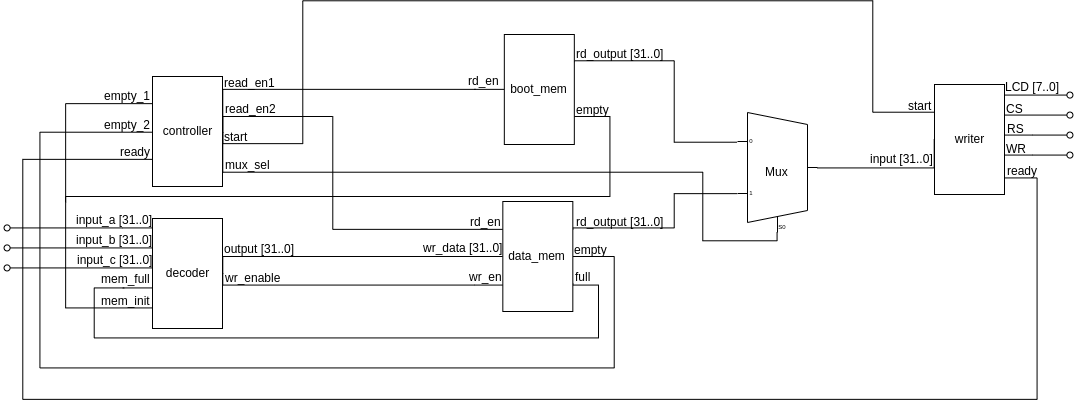 rd_output [31..0]
read_en1
rd_en
boot_mem
LCD [7..0]
empty_1
read_en2
empty
start
CS
empty_2
controller
start
writer
RS
ready
mux_sel
0
Mux
input [31..0]
WR
ready
1
input_a [31..0]
rd_en
rd_output [31..0]
S0
input_b [31..0]
output [31..0]
wr_data [31..0]
data_mem
empty
input_c [31..0]
decoder
mem_full
wr_enable
wr_en
full
mem_init